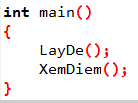 int main()
{
LayDe();
XemDiem();
}